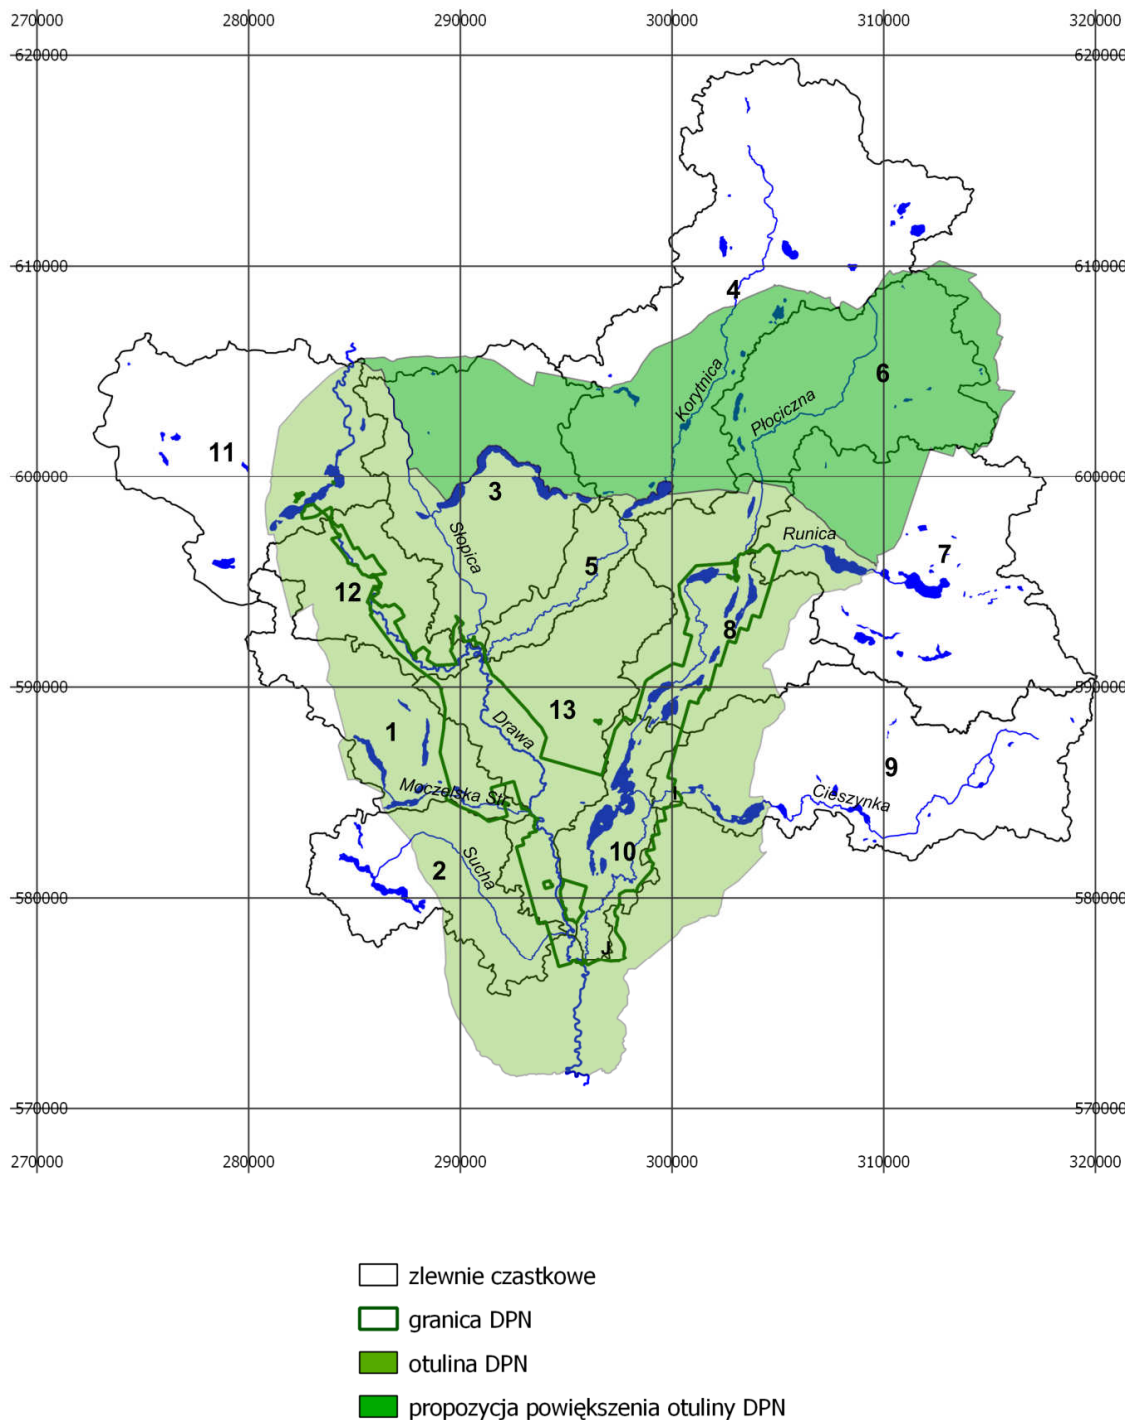 270000 280000 290000 300000 310000 320000
620000 620000
610000 610000
4
Korytnica
Płociczna
6
11
600000 600000
3
Słopica
Runica
5
7
12
8
590000 590000
13
Drawa
1
9
Moczelska Str.
I
Cieszynka
10
Sucha
2
580000 580000
J
570000 570000
270000 280000 290000 300000 310000 320000
zlewnie czastkowe
granica DPN
otulina DPN
propozycja powiększenia otuliny DPN